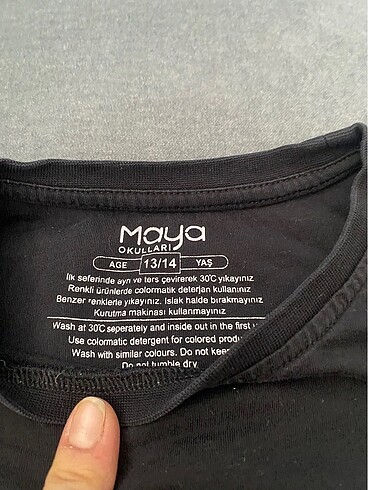 Maya
OKULLARI
AGE 13/14 YAŞ
İlk seferinde ayrı ve ters çevirerek 30°C yıkayınız
Renkli ürünlerde colormatik deterjan kullanınız
Benzer renklerle yıkayınız. Islak halde bırakmayınız
Kurutma makinası kullanmayınız
Wash at 30°C seperately and inside out in the first
Use colomatic detergent for colored
Wash with similar colours. Do not
Do not tumble dry